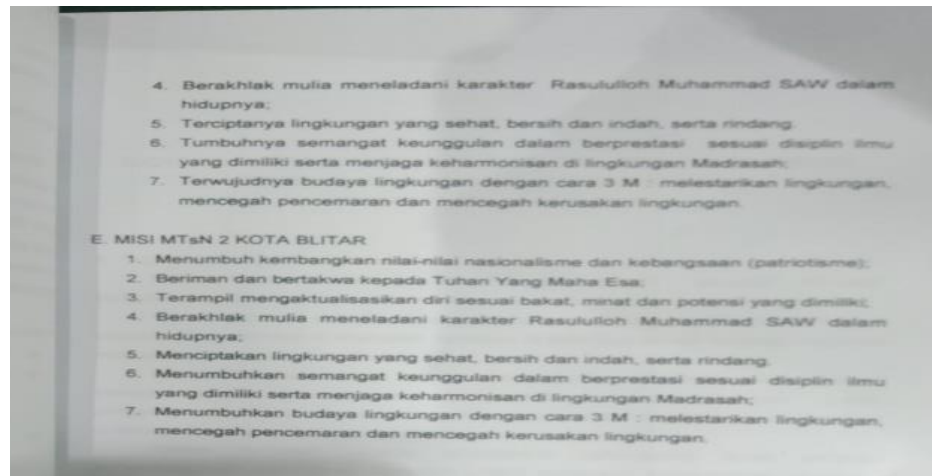 4. Berakhlak mulia meneladani karakter Rasululloh Muhammad SAW dalam
hidupnya;
5. Terciptanya lingkungan yang sehat, bersih dan indah, serta rindang.
6. Tumbuhnya semangat keunggulan dalam berprestasi sesuai disiplin ilmu
yang dimiliki serta menjaga keharmonisan di lingkungan Madrasah;
7. Terwujudnya budaya lingkungan dengan cara 3 M : melestarikan lingkungan,
mencegah pencemaran dan mencegah kerusakan lingkungan.
E. MISI MTsN 2 KOTA BLITAR
1. Menumbuh kembangkan nilai-nilai nasionalisme dan kebangsaan (patriotisme);
2. Beriman dan bertakwa kepada Tuhan Yang Maha Esa;
3. Terampil mengaktualisasikan diri sesuai bakat, minat dan potensi yang dimiliki;
4. Berakhlak mulia meneladani karakter Rasululloh Muhammad SAW dalam
hidupnya;
5. Menciptakan lingkungan yang sehat, bersih dan indah, serta rindang.
6. Menumbuhkan semangat keunggulan dalam berprestasi sesuai disiplin ilmu
yang dimiliki serta menjaga keharmonisan di lingkungan Madrasah;
7. Menumbuhkan budaya lingkungan dengan cara 3 M : melestarikan lingkungan,
mencegah pencemaran dan mencegah kerusakan lingkungan.